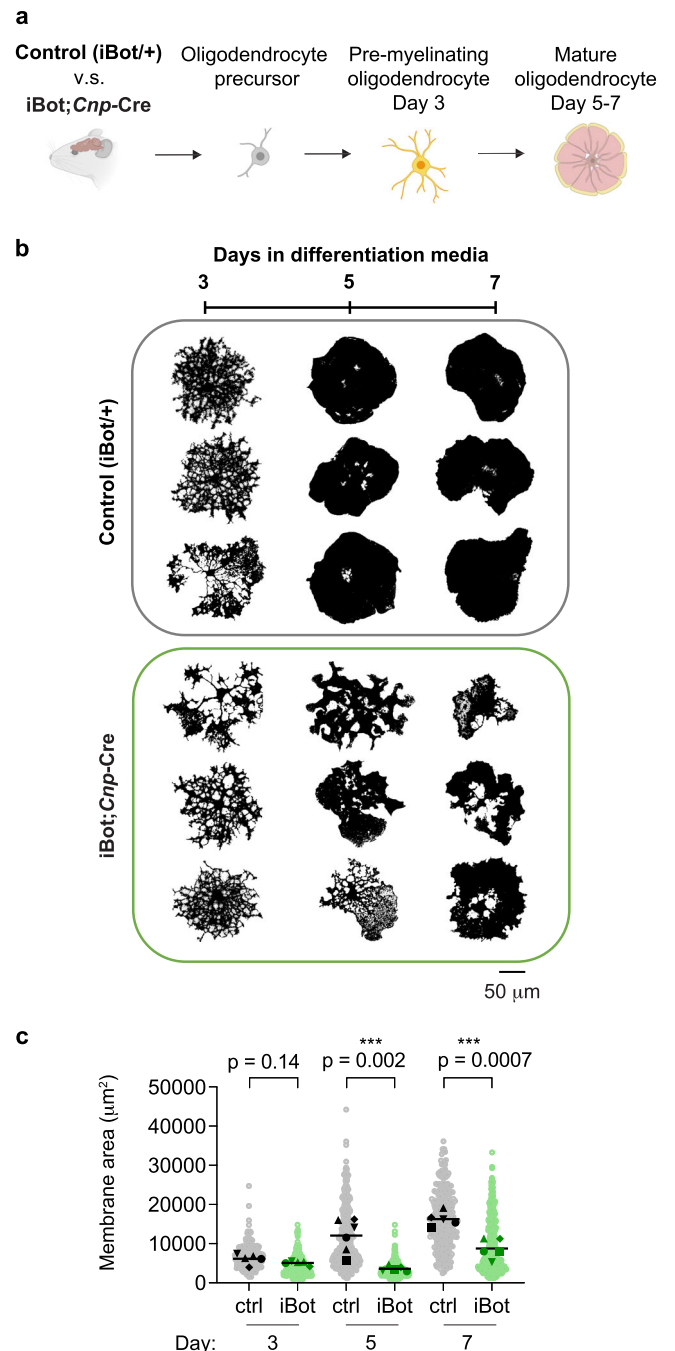 a
Control (iBot/+)
v.s.
iBot;Cnp-Cre
Oligodendrocyte
precursor
Pre-myelinating
oligodendrocyte
Day 3
Mature
oligodendrocyte
Day 5-7
b
Days in differentiation media
3 5 7
Control (iBot/+)
iBot;Cnp-Cre
50 μm
c
*** ***
p = 0.14 p = 0.002 p = 0.0007
Membrane area (μm²)
50000
40000
30000
20000
10000
0
ctrl iBot ctrl iBot ctrl iBot
Day: 3 5 7